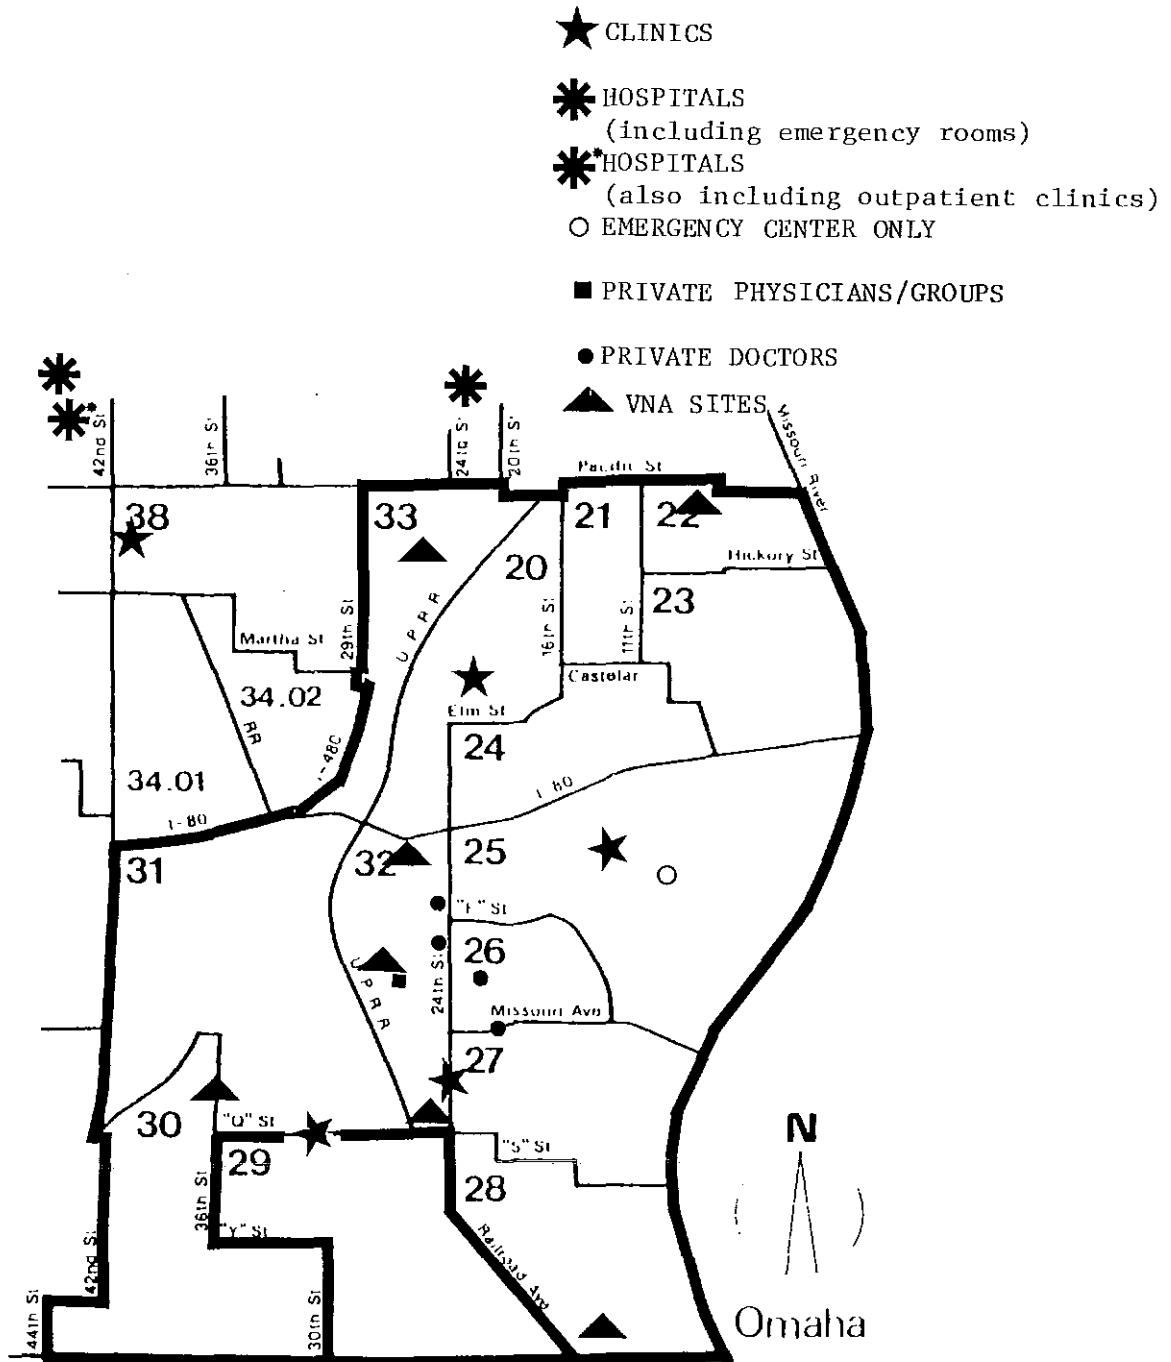 CLINICS
HOSPITALS
(including emergency rooms)
HOSPITALS
(also including outpatient clinics)
EMERGENCY CENTER ONLY
PRIVATE PHYSICIANS/GROUPS
PRIVATE DOCTORS
VNA SITES
42nd St
36th St
24th St
20th St
Pacific St
Missouri River
38
33
21
22
20
Hickory St
23
29th St
UPRR
16th St
11th St
Martha St
34.02
Castelar
RR
Elm St
24
I-480
34.01
I-80
I-80
31
32
25
"F" St
26
24th St
UPRR
Missouri Ave
27
30
"Q" St
29
"S" St
28
36th St
"Y" St
42nd St
Railroad Ave
44th St
30th St
N
Omaha